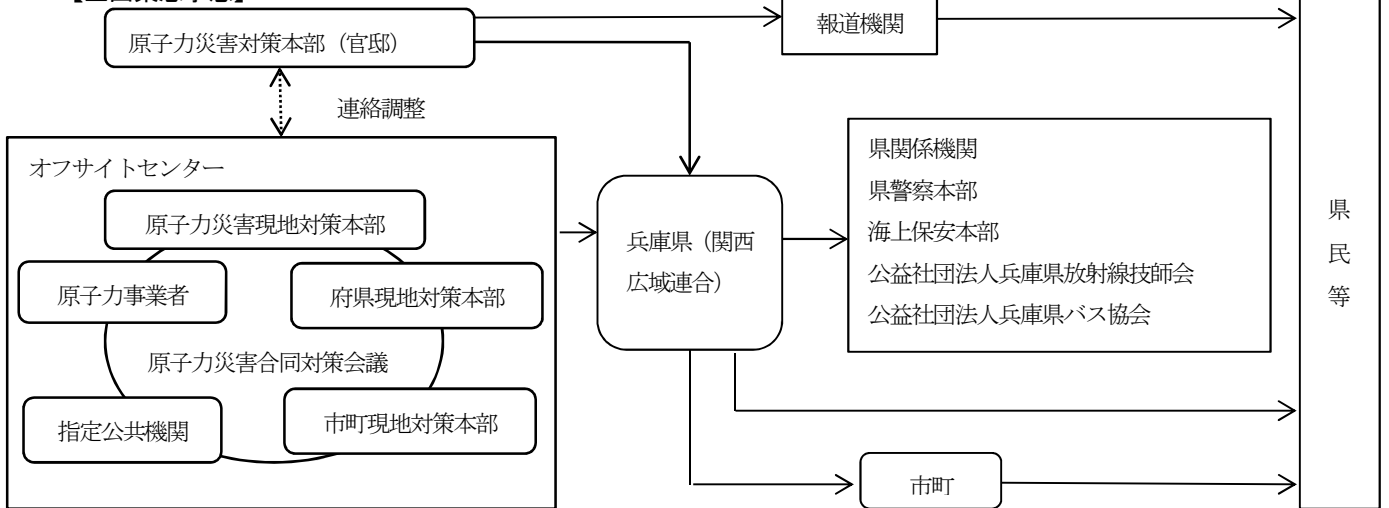 原子力災害対策本部（官邸）
報道機関
連絡調整
オフサイトセンター
原子力災害現地対策本部
原子力事業者
府県現地対策本部
原子力災害合同対策会議
指定公共機関
市町現地対策本部
兵庫県（関西
広域連合）
県関係機関
県警察本部
海上保安本部
公益社団法人兵庫県放射線技師会
公益社団法人兵庫県バス協会
市町
県民等